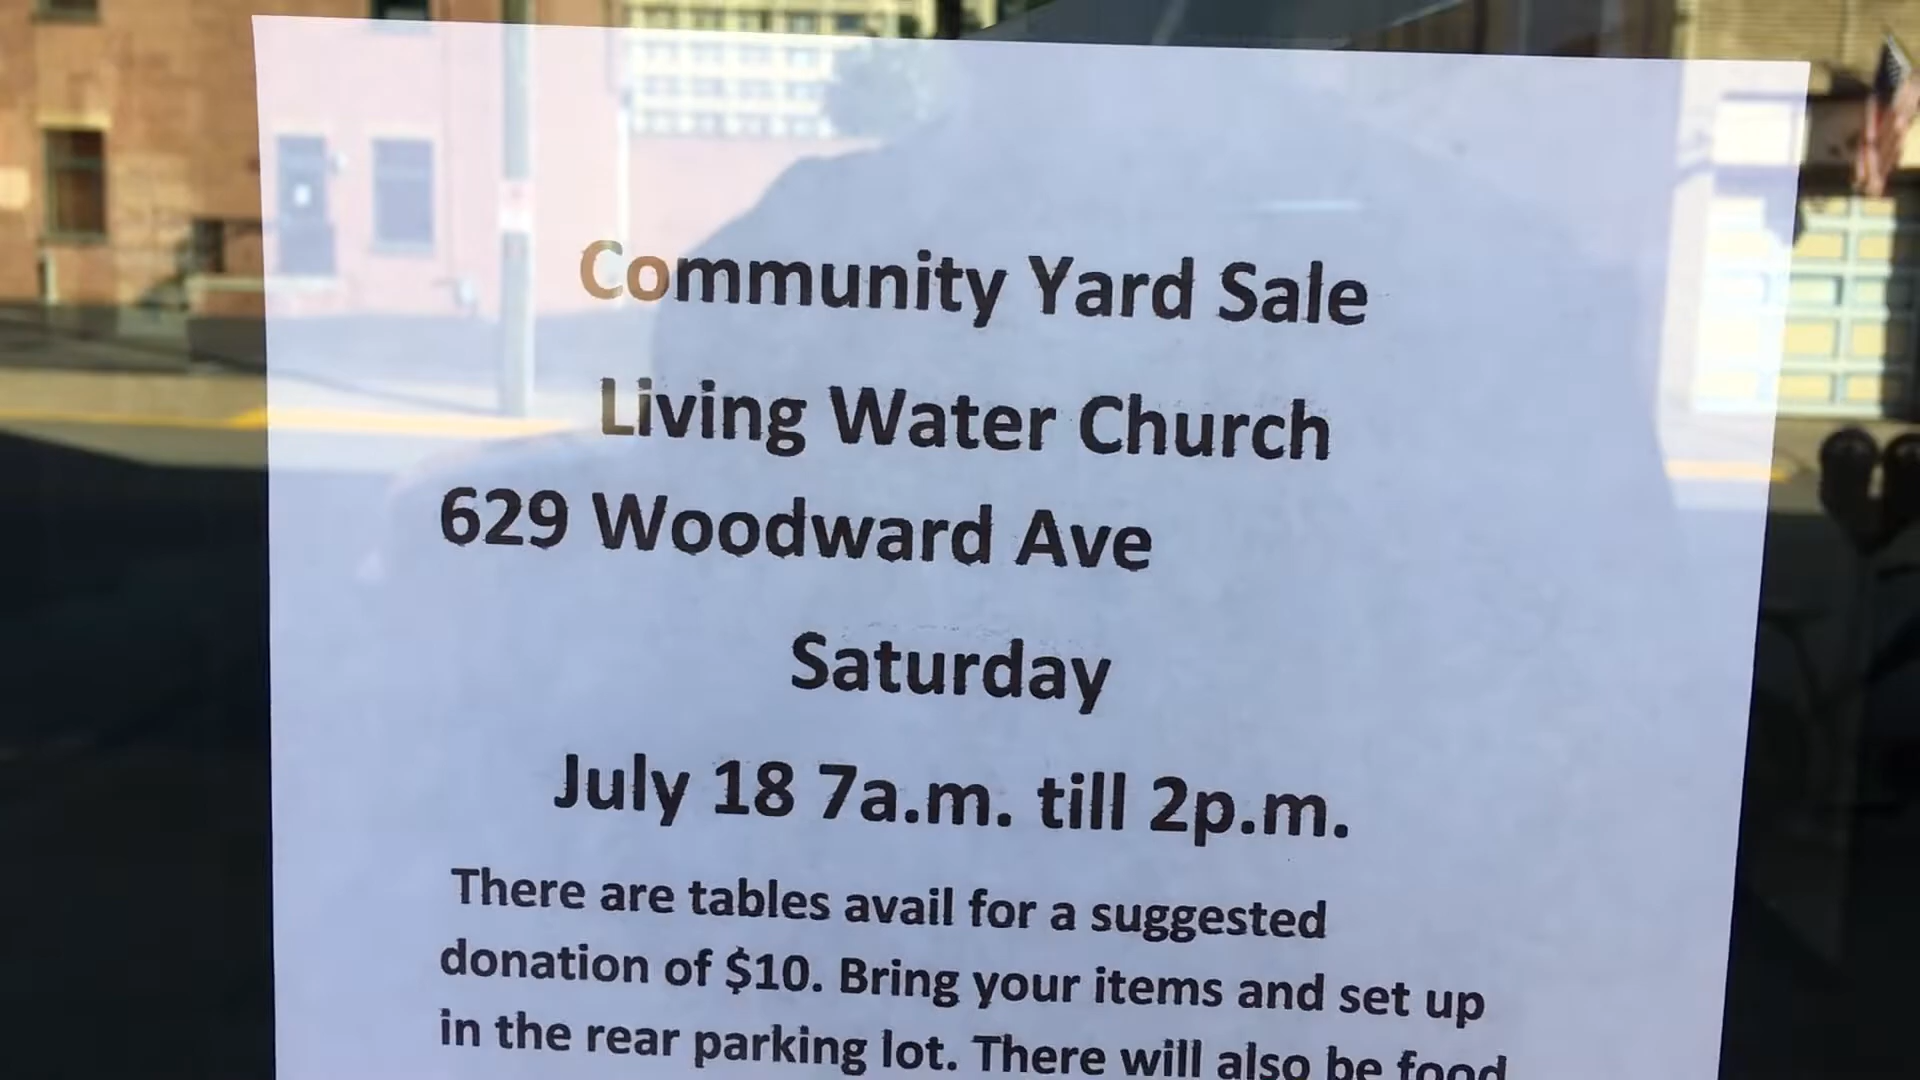 Community Yard Sale
Living Water Church
629 Woodward Ave
Saturday
July 18 7a.m. till 2p.m.
There are tables avail for a suggested
donation of $10. Bring your items and set up
in the rear parking lot. There will also be food